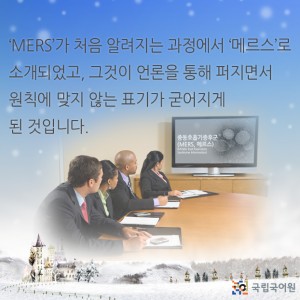 ‘MERS’가 처음 알려지는 과정에서 ‘메르스’로
소개되었고, 그것이 언론을 통해 퍼지면서
원칙에 맞지 않는 표기가 굳어지게
된 것입니다.
중동호흡기증후군
(MERS, 메르스)
국립국어원